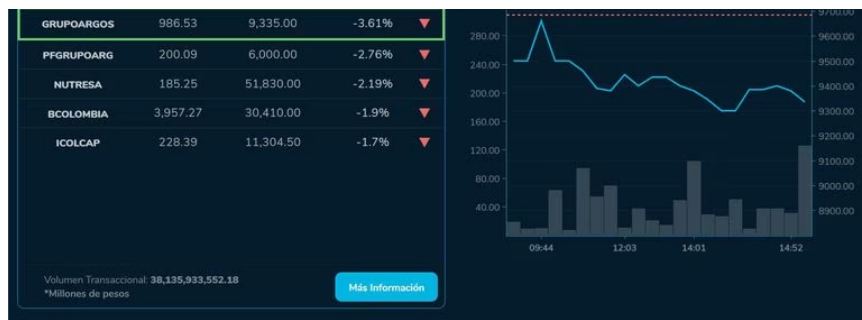 GRUPOARGOS 986.53 9,335.00 -3.61% ▼
PFGRUPOARG 200.09 6,000.00 -2.76% ▼
NUTRESA 185.25 51,830.00 -2.19% ▼
BCOLOMBIA 3,957.27 30,410.00 -1.9% ▼
ICOLCAP 228.39 11,304.50 -1.7% ▼
Volumen Transaccional: 38,135,933,552.18
*Millones de pesos
Más Información
280.00
240.00
200.00
160.00
120.00
80.00
40.00
9700.00
9600.00
9500.00
9400.00
9300.00
9200.00
9100.00
9000.00
8900.00
09:44 12:03 14:01 14:52